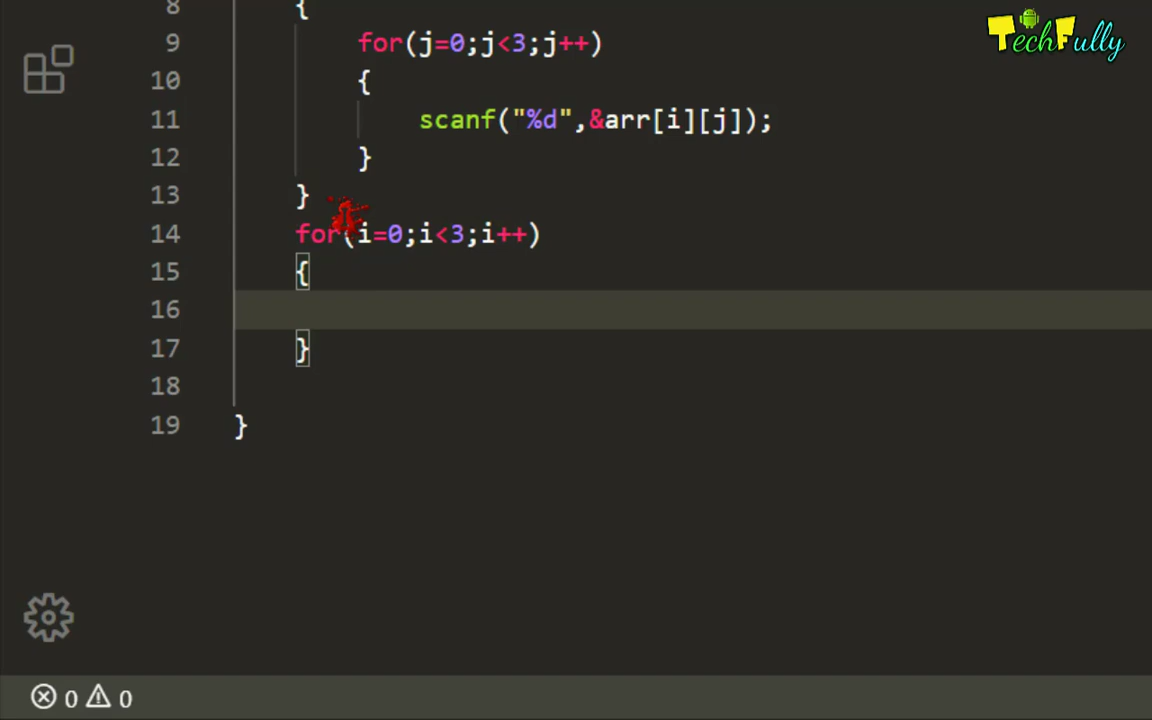 TechFully
8 {
9 for(j=0;j<3;j++)
10 {
11 scanf("%d",&arr[i][j]);
12 }
13 }
14 for(i=0;i<3;i++)
15 {
16
17 }
18
19 }
0 0